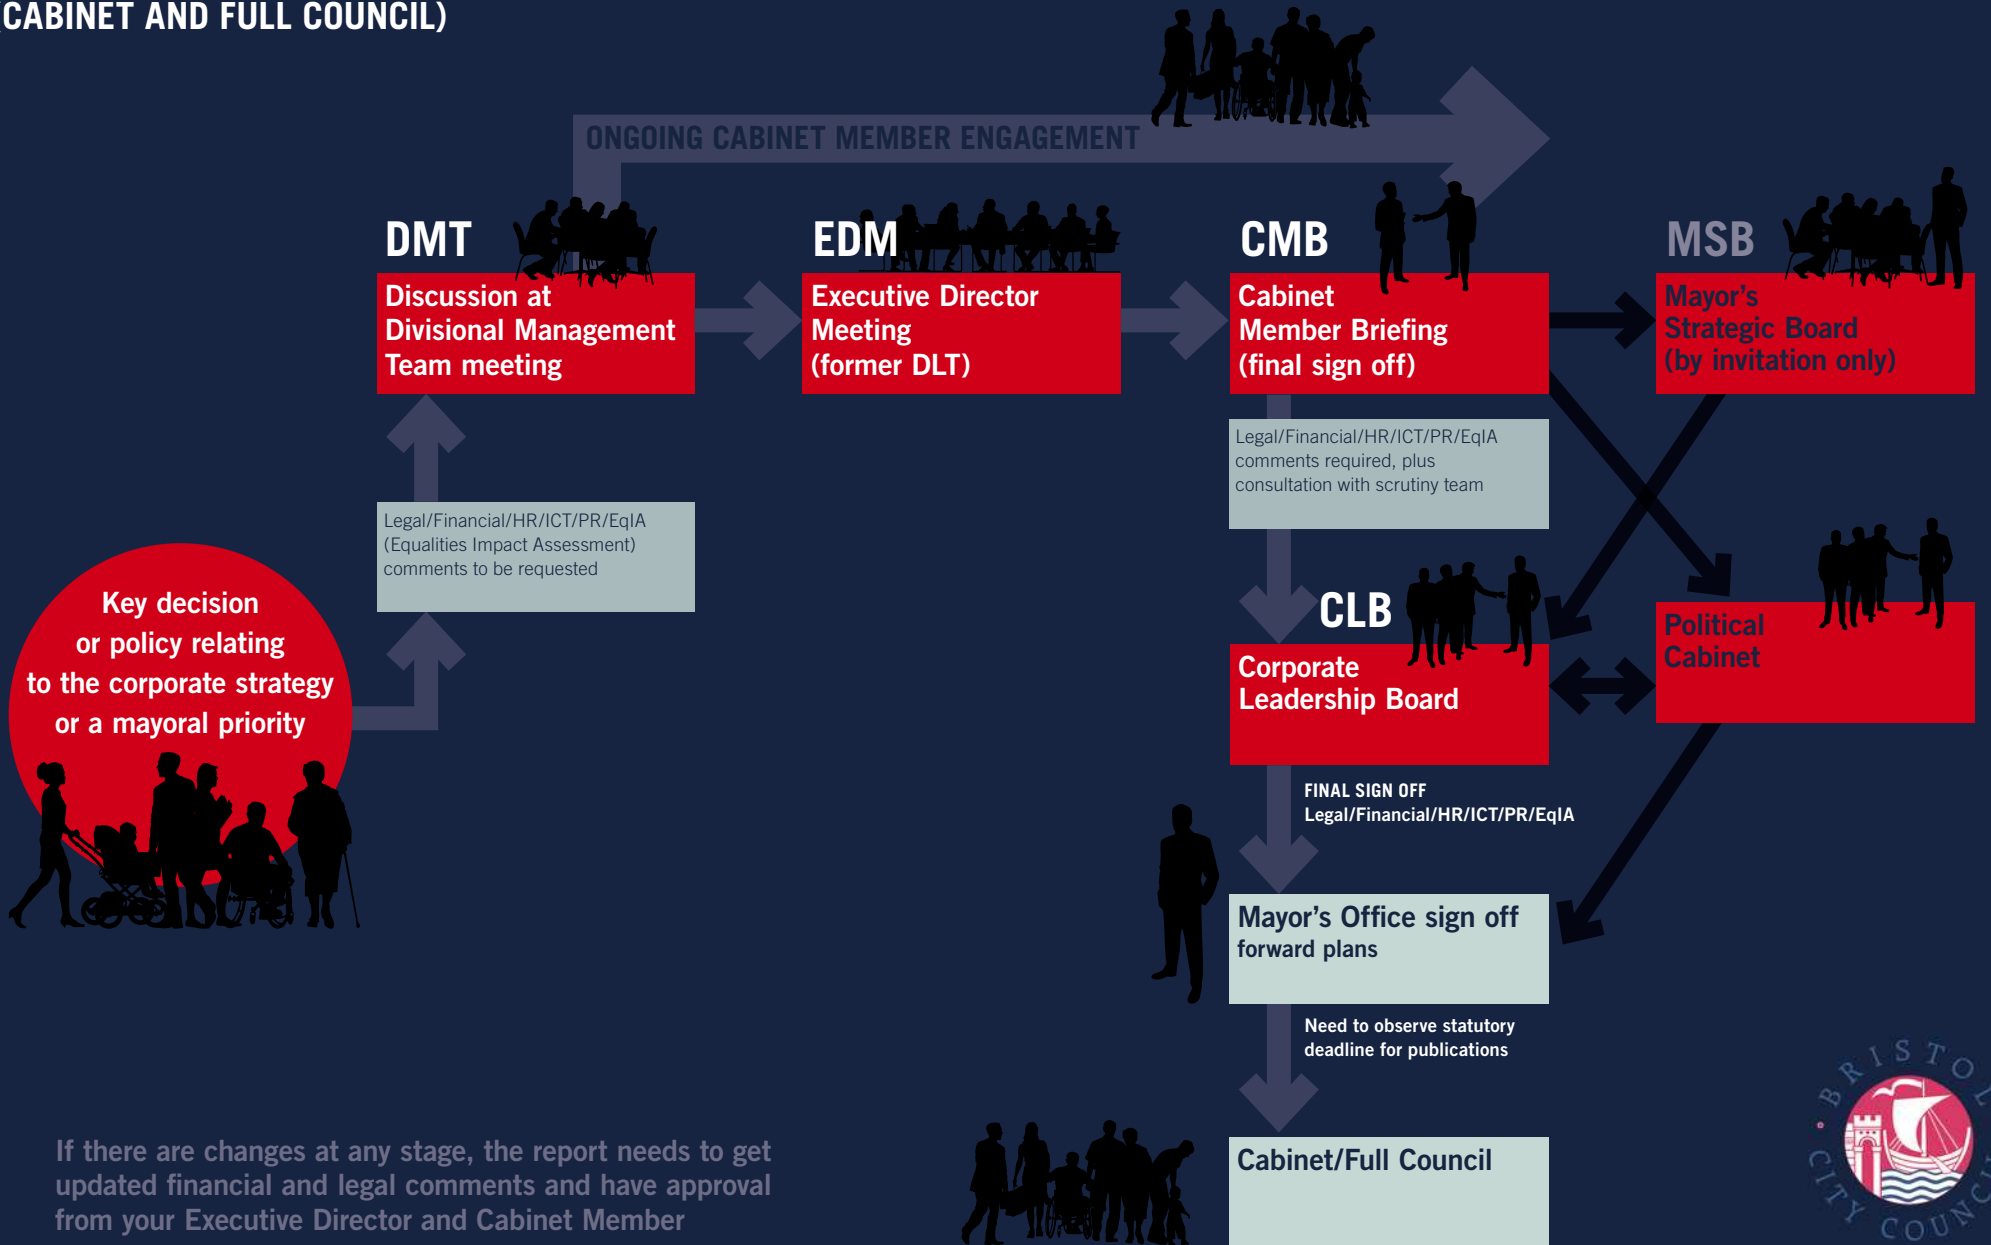 (CABINET AND FULL COUNCIL)
ONGOING CABINET MEMBER ENGAGEMENT
DMT
Discussion at
Divisional Management
Team meeting
EDM
Executive Director
Meeting
(former DLT)
CMB
Cabinet
Member Briefing
(final sign off)
MSB
Mayor’s
Strategic Board
(by invitation only)
Legal/Financial/HR/ICT/PR/EqIA
comments required, plus
consultation with scrutiny team
Legal/Financial/HR/ICT/PR/EqIA
(Equalities Impact Assessment)
comments to be requested
Key decision
or policy relating
to the corporate strategy
or a mayoral priority
CLB
Corporate
Leadership Board
Political
Cabinet
FINAL SIGN OFF
Legal/Financial/HR/ICT/PR/EqIA
Mayor’s Office sign off
forward plans
Need to observe statutory
deadline for publications
Cabinet/Full Council
If there are changes at any stage, the report needs to get
updated financial and legal comments and have approval
from your Executive Director and Cabinet Member
BRISTOL
CITY COUNCIL